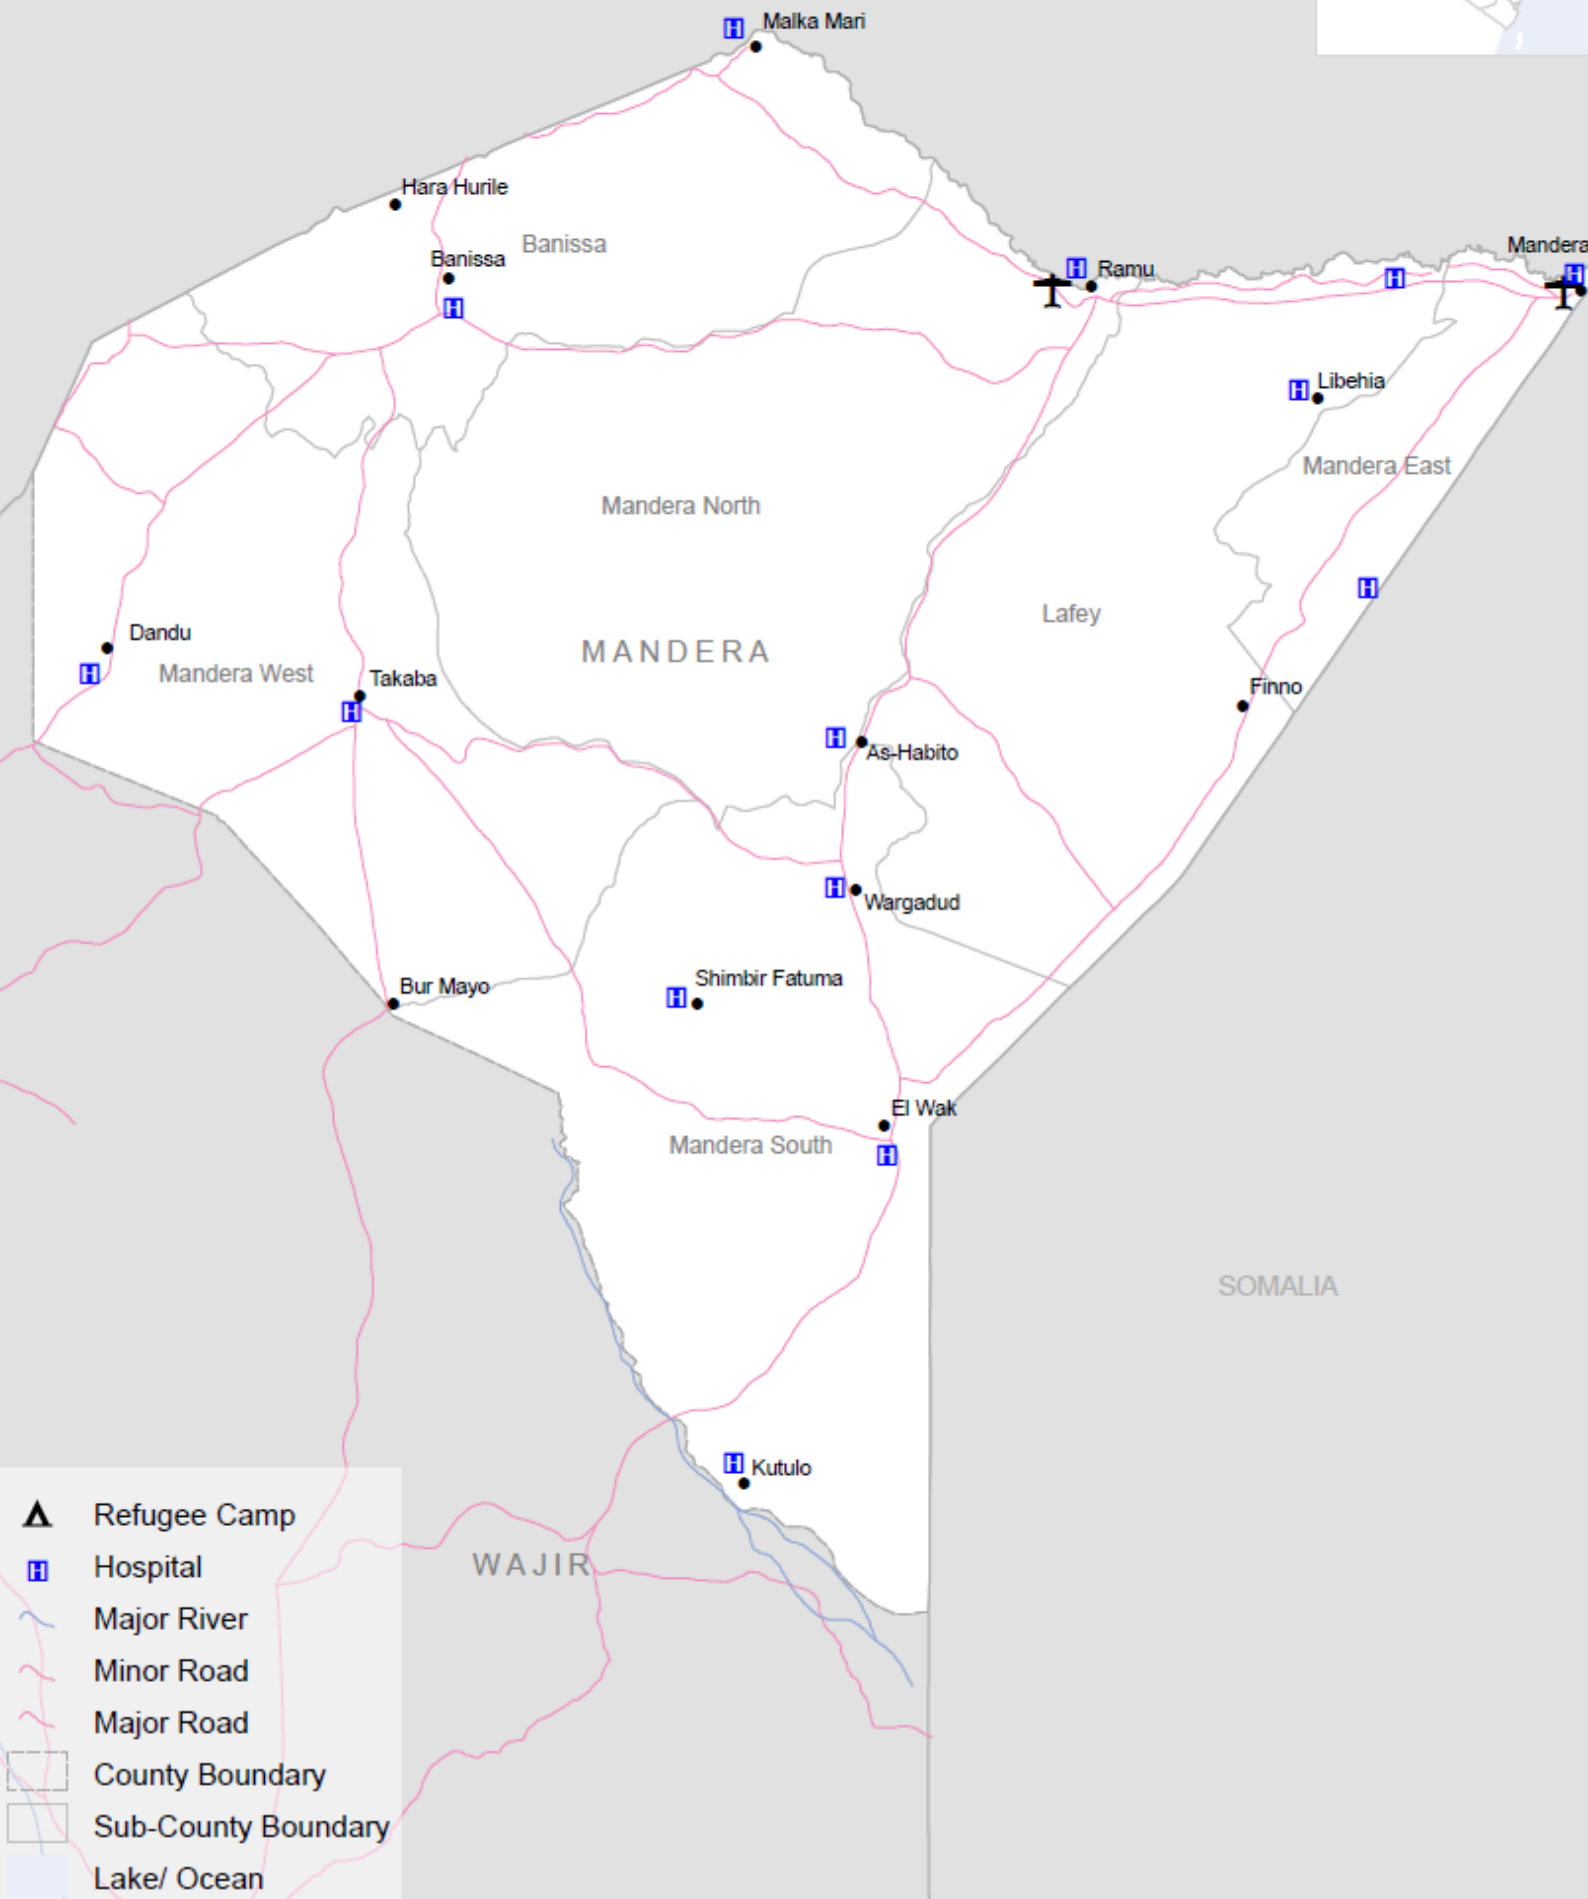 Malka Mari
Hara Hurile
Banissa
Banissa
Mandera
Ramu
Libehia
Mandera East
Mandera North
Lafey
Dandu
MANDERA
Mandera West
Takaba
Finno
As-Habito
Wargadud
Shimbir Fatuma
Bur Mayo
El Wak
Mandera South
SOMALIA
Kutulo
WAJIR
Refugee Camp
Hospital
Major River
Minor Road
Major Road
County Boundary
Sub-County Boundary
Lake/ Ocean